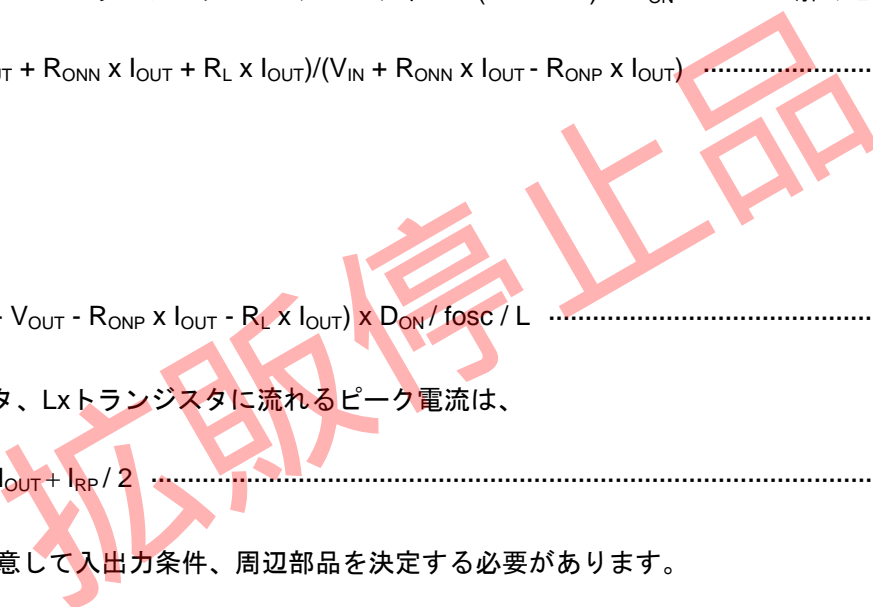 UT + RONN x IOUT + RL x IOUT)/(VIN + RONN x IOUT - RONP x IOUT) ························
- VOUT - RONP x IOUT - RL x IOUT) x DON / fosc / L ························
タ、Lxトランジスタに流れるピーク電流は、
IOUT + IRP / 2 ························
意して入出力条件、周辺部品を決定する必要があります。
拡販停止品